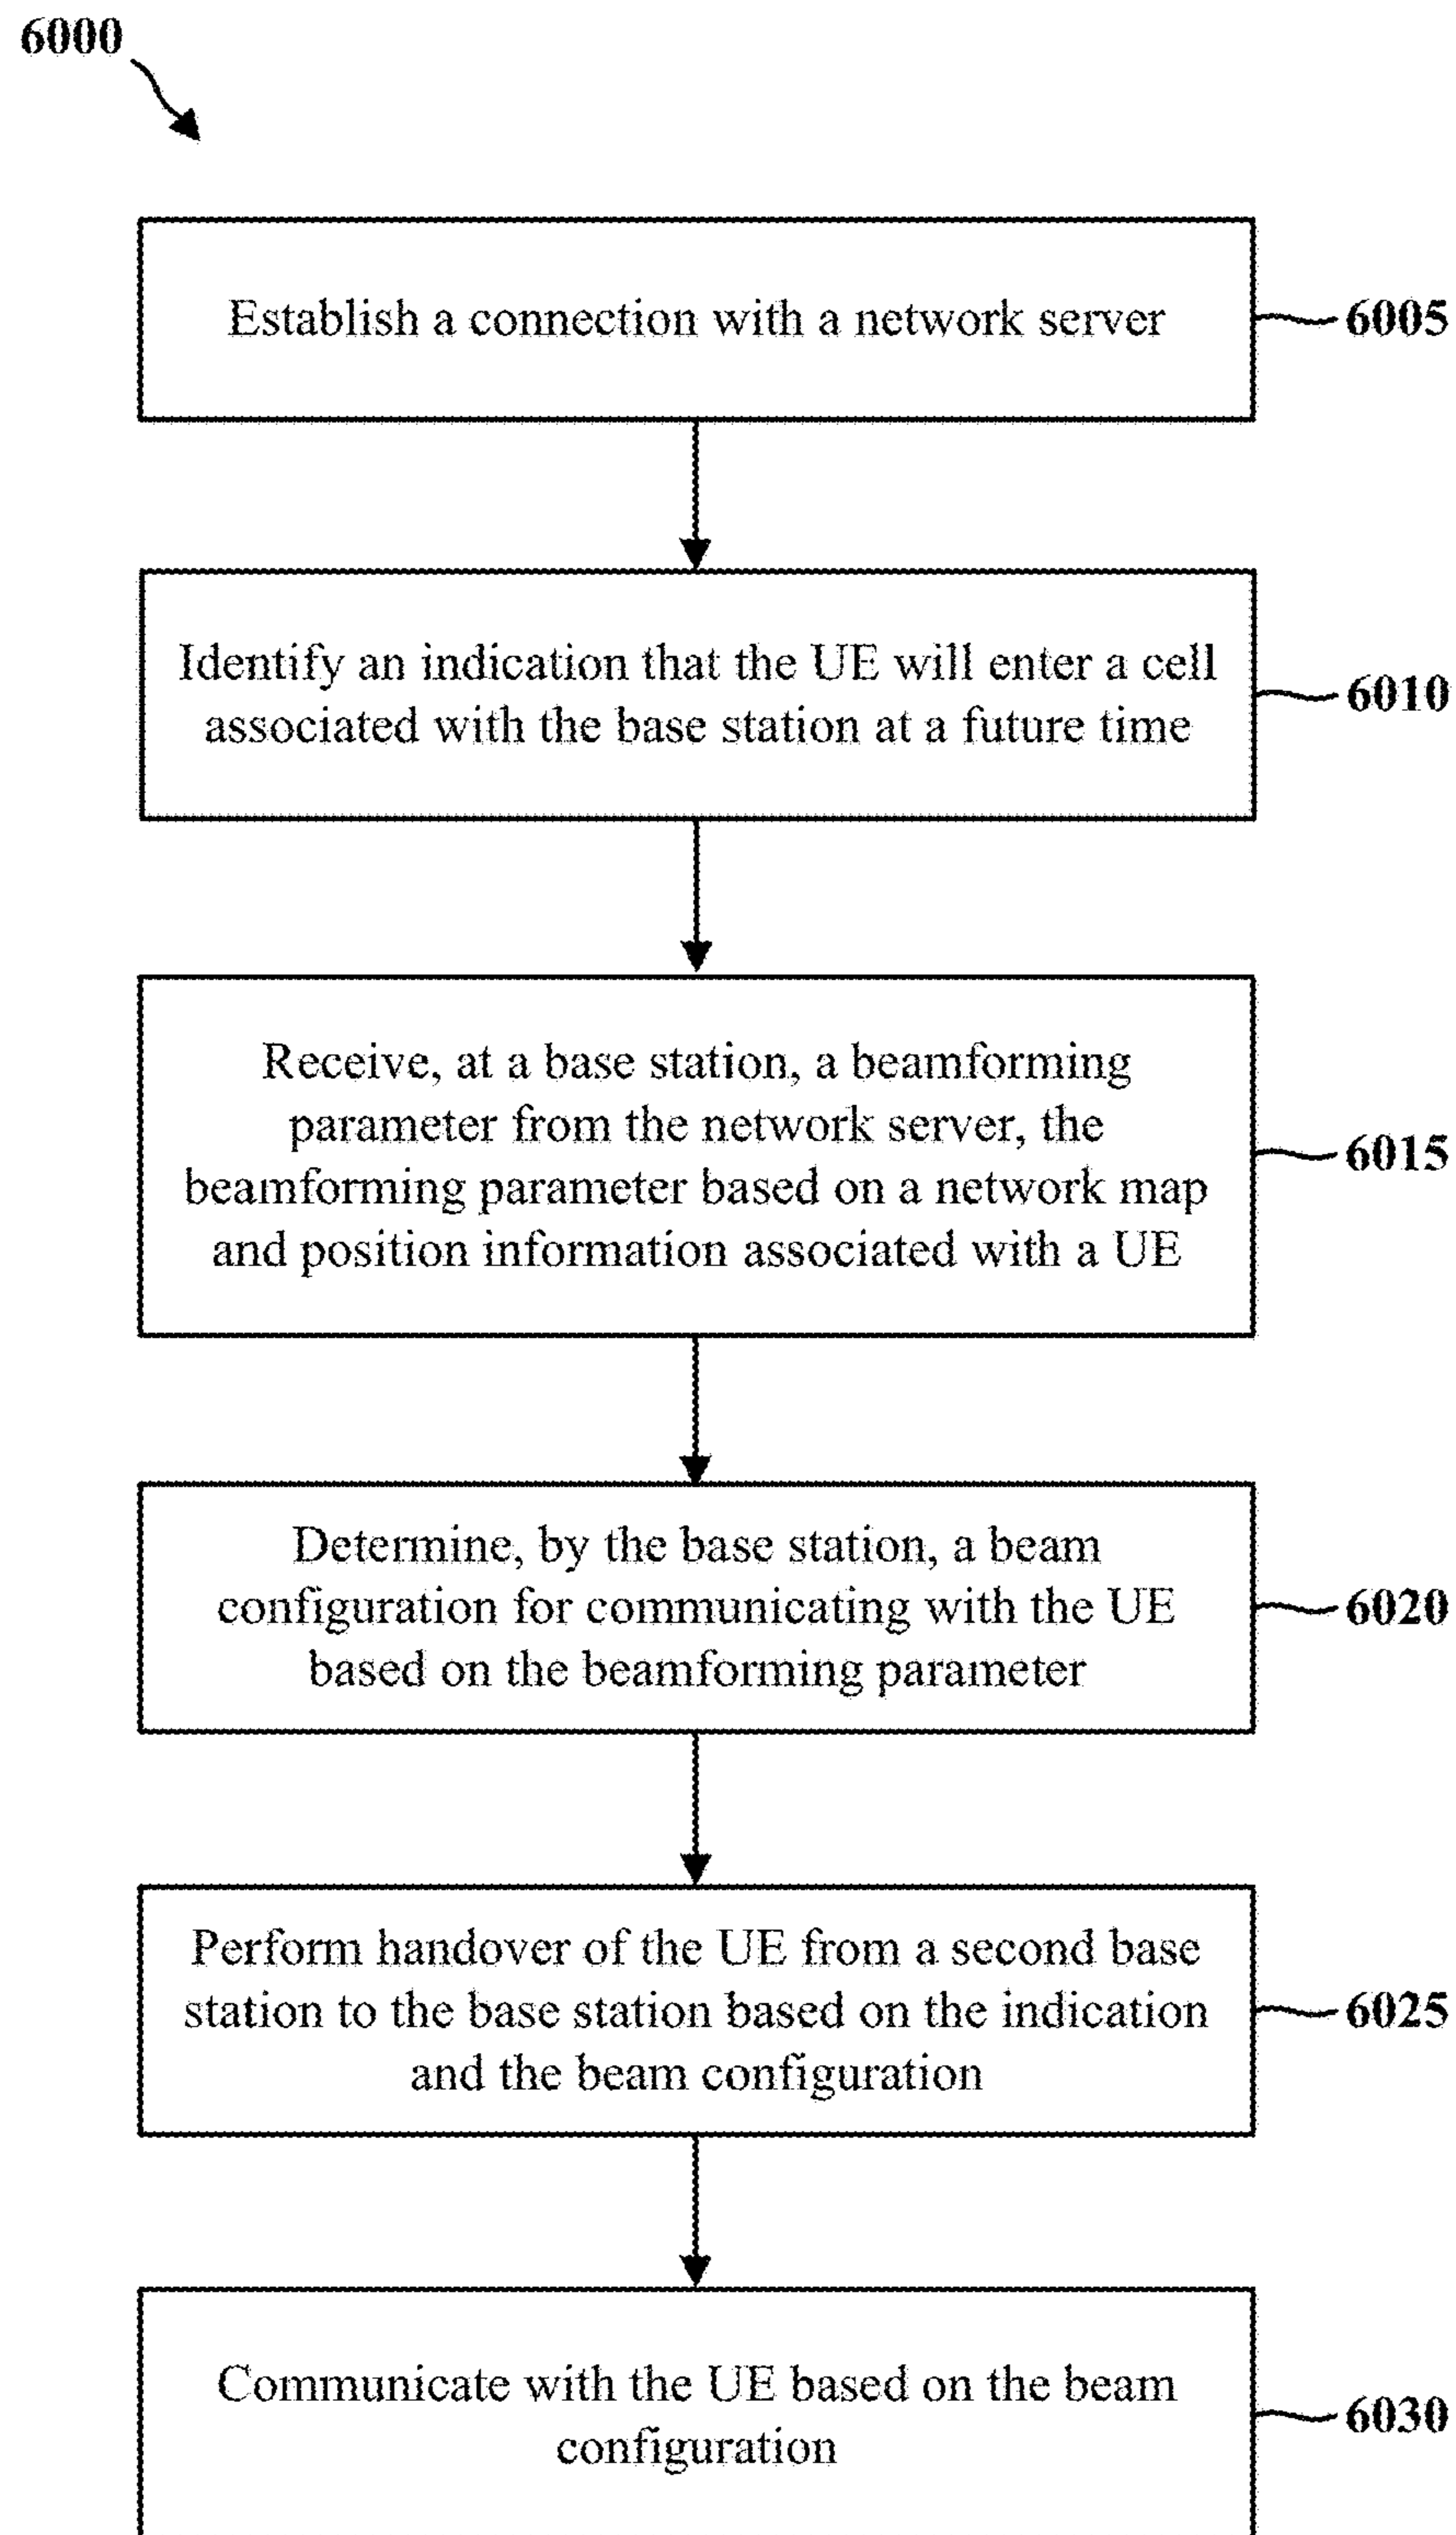 6000
Establish a connection with a network server
6005
Identify an indication that the UE will enter a cell
associated with the base station at a future time
6010
Receive, at a base station, a beamforming
parameter from the network server, the
beamforming parameter based on a network map
and position information associated with a UE
6015
Determine, by the base station, a beam
configuration for communicating with the UE
based on the beamforming parameter
6020
Perform handover of the UE from a second base
station to the base station based on the indication
and the beam configuration
6025
Communicate with the UE based on the beam
configuration
6030